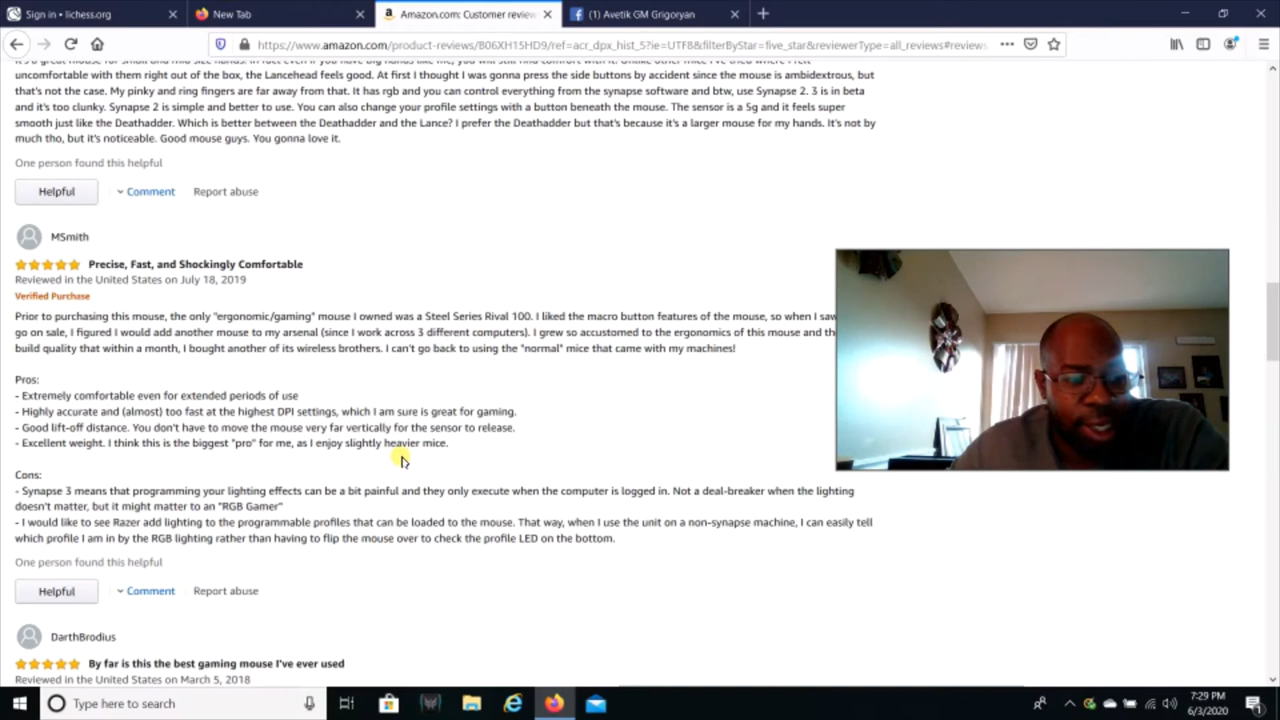 Sign in • lichess.org
New Tab
Amazon.com: Customer review
(1) Avetik GM Grigoryan
https://www.amazon.com/product-reviews/B06XH15HD9/ref=acr_dpx_hist_5?ie=UTF8&filterByStar=five_star&reviewerType=all_reviews#reviews
uncomfortable with them right out of the box, the Lancehead feels good. At first I thought I was gonna press the side buttons by accident since the mouse is ambidextrous, but
that's not the case. My pinky and ring fingers are far away from that. It has rgb and you can control everything from the synapse software and btw, use Synapse 2. 3 is in beta
and it's too clunky. Synapse 2 is simple and better to use. You can also change your profile settings with a button beneath the mouse. The sensor is a 5g and it feels super
smooth just like the Deathadder. Which is better between the Deathadder and the Lance? I prefer the Deathadder but that's because it's a larger mouse for my hands. It's not by
much tho, but it's noticeable. Good mouse guys. You gonna love it.
One person found this helpful
Helpful
Comment
Report abuse
MSmith
Precise, Fast, and Shockingly Comfortable
Reviewed in the United States on July 18, 2019
Verified Purchase
Prior to purchasing this mouse, the only "ergonomic/gaming" mouse I owned was a Steel Series Rival 100. I liked the macro button features of the mouse, so when I saw
go on sale, I figured I would add another mouse to my arsenal (since I work across 3 different computers). I grew so accustomed to the ergonomics of this mouse and th
build quality that within a month, I bought another of its wireless brothers. I can't go back to using the "normal" mice that came with my machines!
Pros:
- Extremely comfortable even for extended periods of use
- Highly accurate and (almost) too fast at the highest DPI settings, which I am sure is great for gaming.
- Good lift-off distance. You don't have to move the mouse very far vertically for the sensor to release.
- Excellent weight. I think this is the biggest "pro" for me, as I enjoy slightly heavier mice.
Cons:
- Synapse 3 means that programming your lighting effects can be a bit painful and they only execute when the computer is logged in. Not a deal-breaker when the lighting
doesn't matter, but it might matter to an "RGB Gamer"
- I would like to see Razer add lighting to the programmable profiles that can be loaded to the mouse. That way, when I use the unit on a non-synapse machine, I can easily tell
which profile I am in by the RGB lighting rather than having to flip the mouse over to check the profile LED on the bottom.
One person found this helpful
Helpful
Comment
Report abuse
DarthBrodius
By far is this the best gaming mouse I've ever used
Reviewed in the United States on March 5, 2018
Type here to search
7:29 PM
6/3/2020